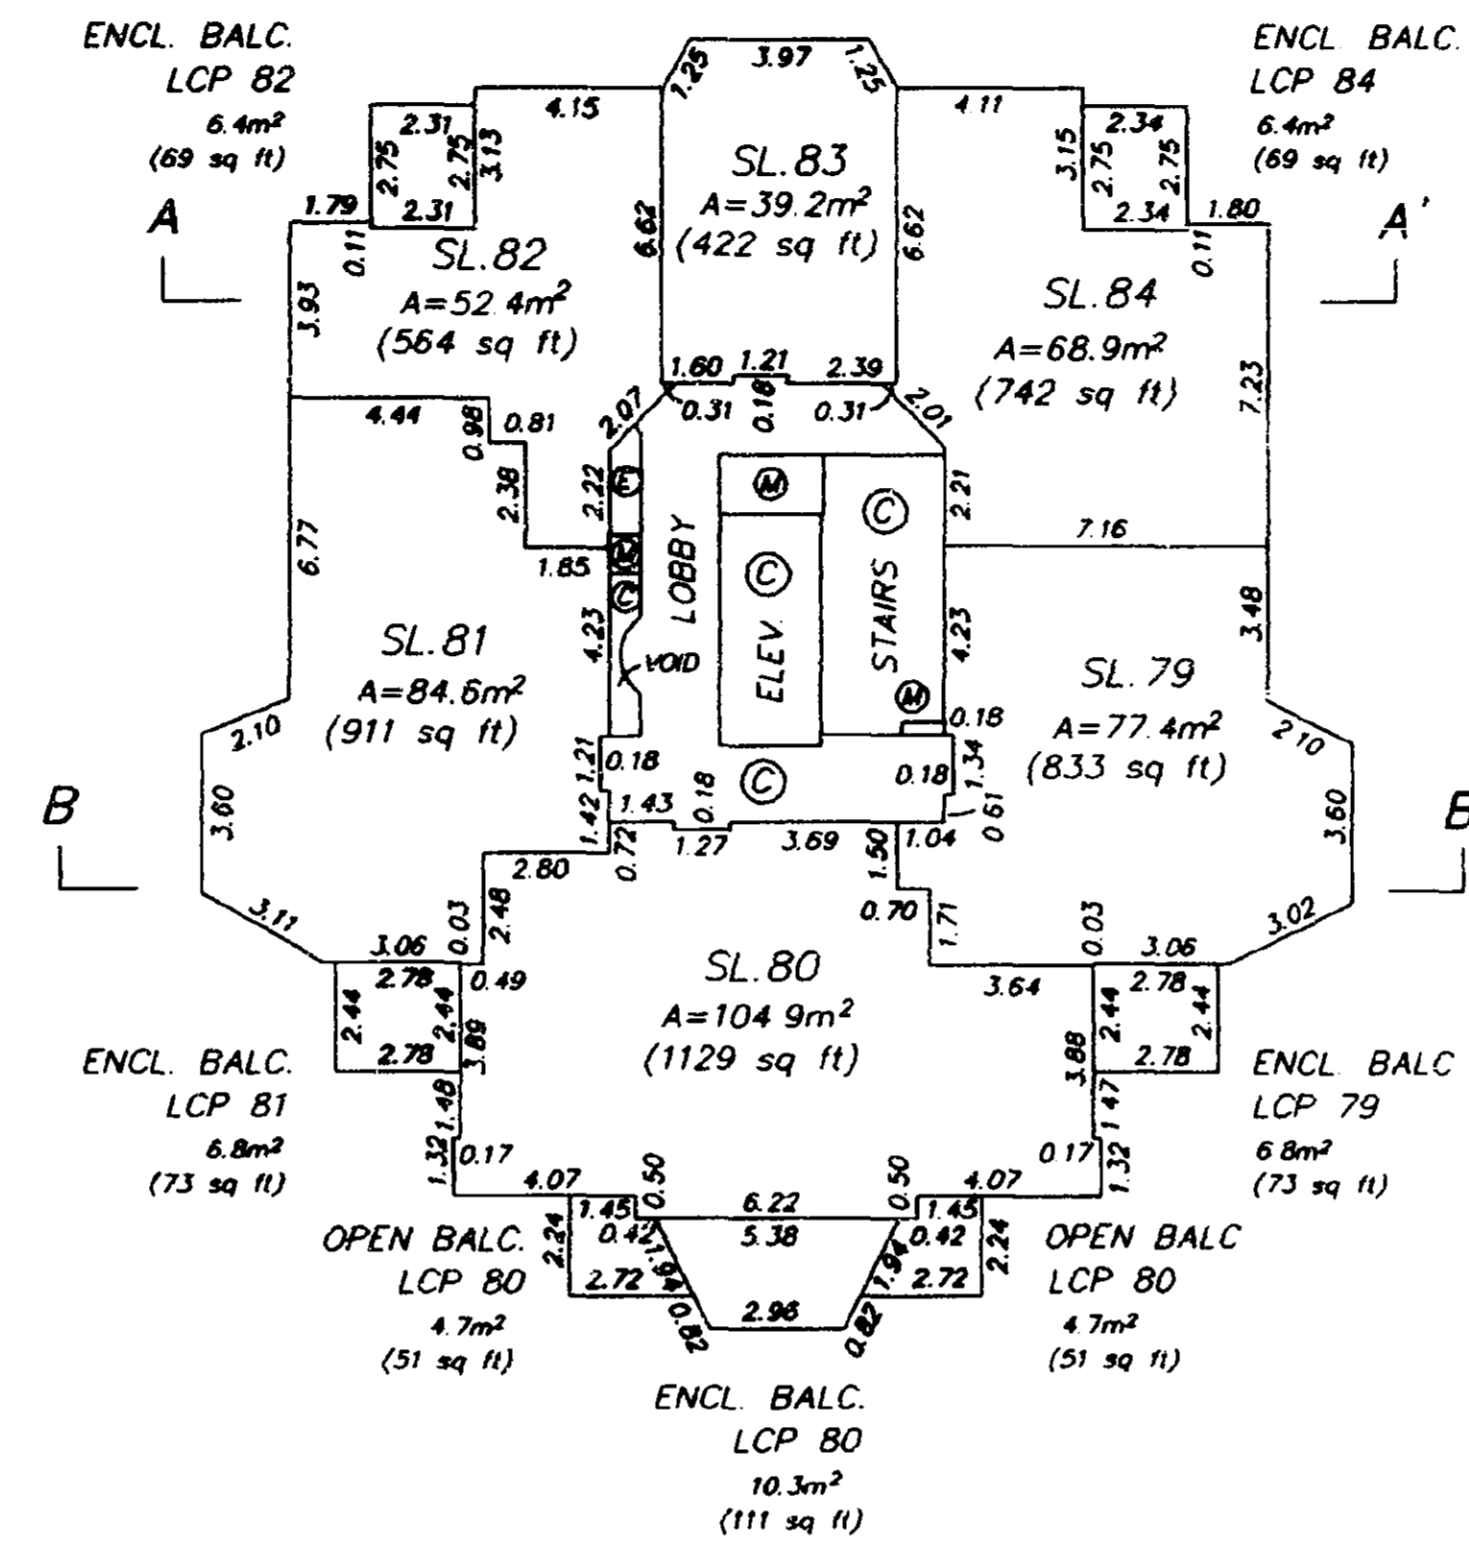 ENCL. BALC.
LCP 82
6.4m²
(69 sq ft)
ENCL. BALC.
LCP 84
6.4m²
(69 sq ft)
1.25
3.97
1.25
4.15
4.11
2.31
2.75
2.75
3.13
2.31
2.34
3.15
2.75
2.75
2.34
1.79
0.11
1.80
0.11
A
A'
SL.83
A=39.2m²
(422 sq ft)
6.62
6.62
SL.82
A=52.4m²
(564 sq ft)
3.93
SL.84
A=68.9m²
(742 sq ft)
7.23
1.60
1.21
2.39
0.31
0.18
0.31
2.07
2.01
4.44
0.98
0.81
2.38
2.22
1.85
E
M
C
2.21
7.16
LOBBY
C
ELEV.
STAIRS
C
VOID
M
6.77
4.23
4.23
3.48
SL.81
A=84.6m²
(911 sq ft)
SL.79
A=77.4m²
(833 sq ft)
2.10
2.10
3.60
3.60
1.21
0.18
0.18
0.18
1.34
C
1.42
1.43
0.18
0.61
0.72
1.27
3.69
1.50
1.04
B
B
2.80
2.48
0.03
0.70
1.71
0.03
3.11
3.02
3.06
2.78
0.49
2.44
2.44
3.89
2.78
3.64
3.06
2.78
2.44
2.44
3.88
2.78
SL.80
A=104.9m²
(1129 sq ft)
ENCL. BALC.
LCP 81
6.8m²
(73 sq ft)
ENCL. BALC
LCP 79
6.8m²
(73 sq ft)
1.48
1.32
0.17
1.47
0.17
1.32
4.07
0.50
6.22
0.50
4.07
1.45
0.42
5.38
1.45
0.42
2.24
1.94
1.94
2.24
2.72
2.72
0.82
2.96
0.82
OPEN BALC.
LCP 80
4.7m²
(51 sq ft)
OPEN BALC
LCP 80
4.7m²
(51 sq ft)
ENCL. BALC.
LCP 80
10.3m²
(111 sq ft)